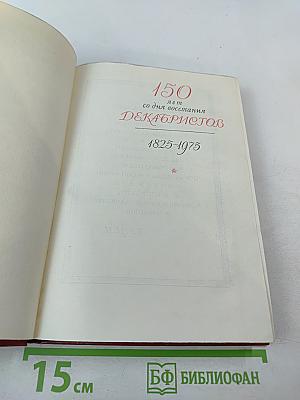 150
лет
со дня восстания
ДЕКАБРИСТОВ
1825-1975
15 см
БФ БИБЛИОФАН